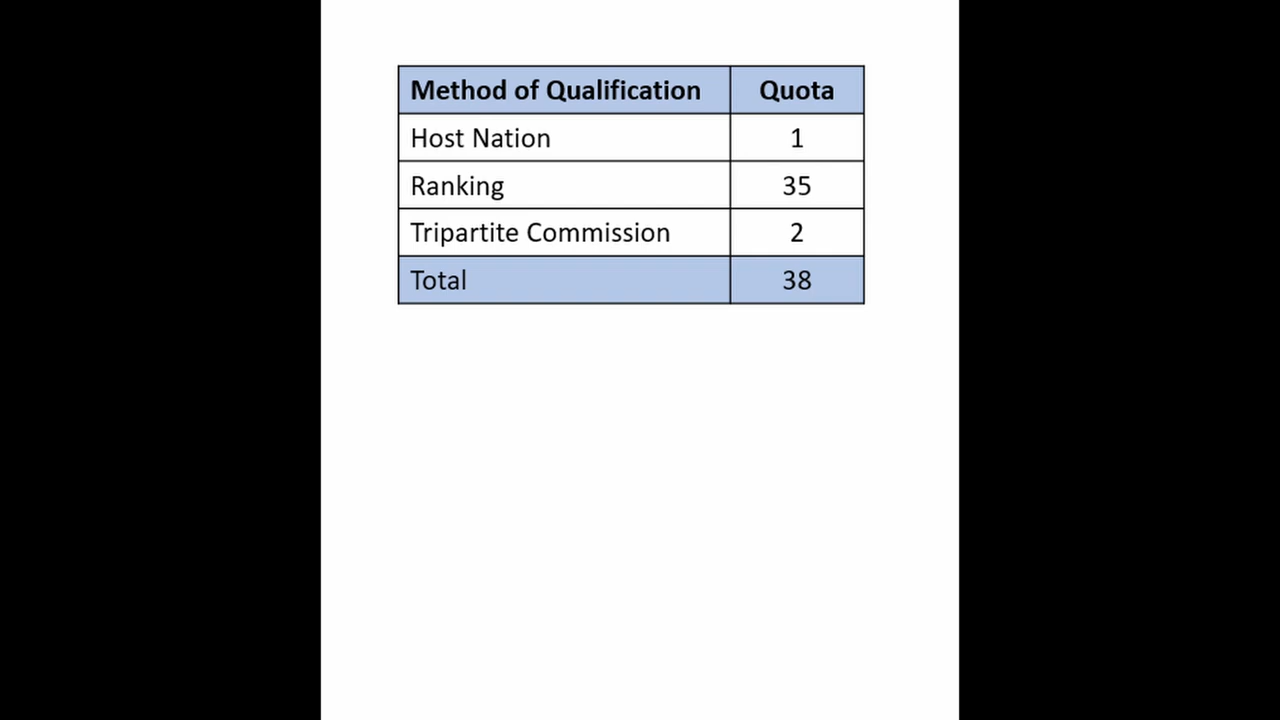 Method of Qualification Quota
Host Nation 1
Ranking 35
Tripartite Commission 2
Total 38